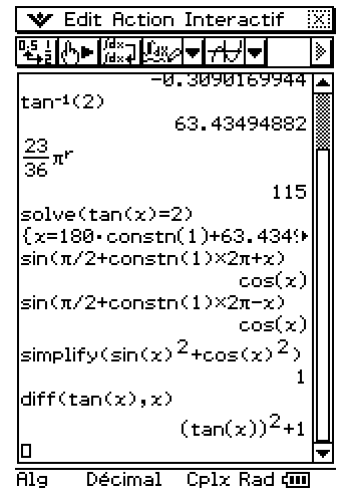 Edit Action Interactif
-0.3090169944
tan⁻¹(2)
63.43494882
23
36 πʳ
115
solve(tan(x)=2)
{x=180·constn(1)+63.434
sin(π/2+constn(1)×2π+x)
cos(x)
sin(π/2+constn(1)×2π-x)
cos(x)
simplify(sin(x)²+cos(x)²)
1
diff(tan(x),x)
(tan(x))²+1
Alg Décimal Cplx Rad